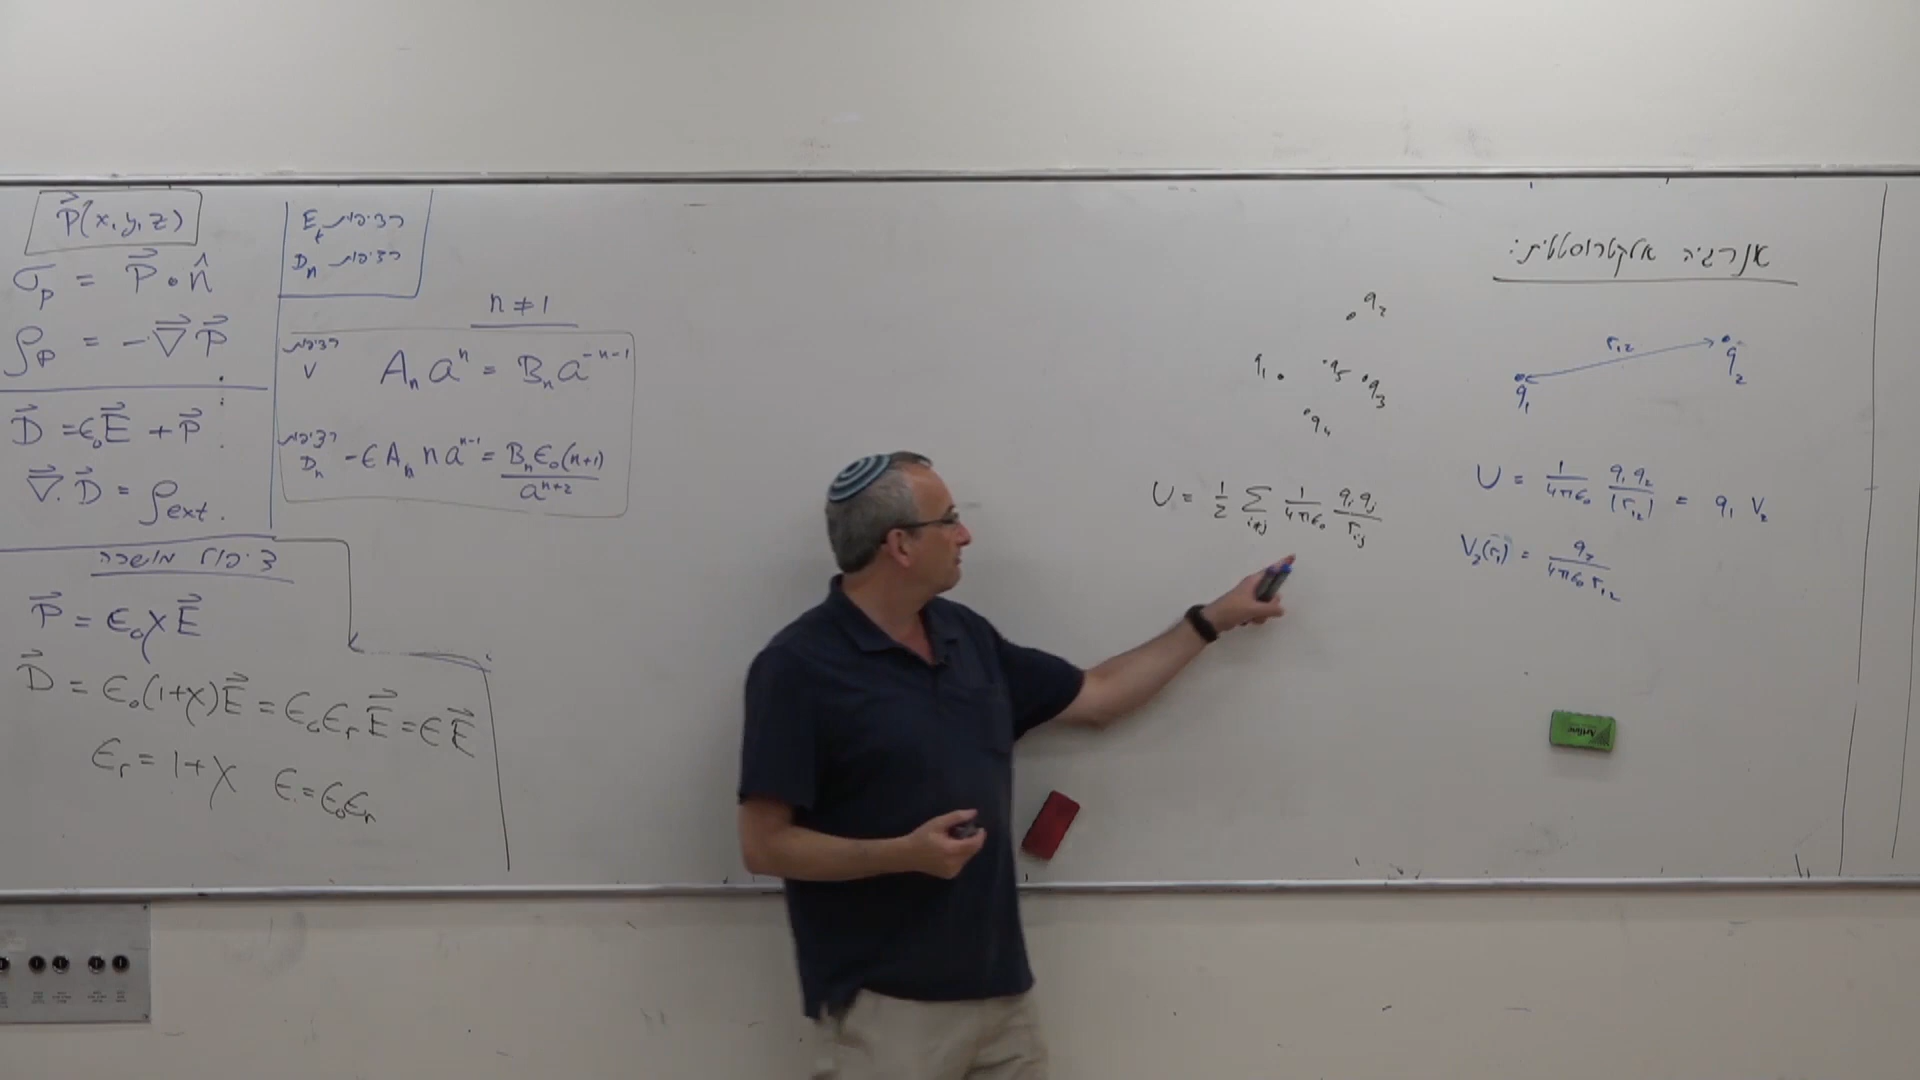 P⃗(x,y,z)
σ_p = P⃗ • n̂
ρ_p = -∇⃗ P⃗
D⃗ = ε₀E⃗ + P⃗
∇⃗·D⃗ = ρ_ext.
P⃗ = ε₀χE⃗
D⃗ = ε₀(1+χ)E⃗ = ε₀ε_r E⃗ = εE⃗
ε_r = 1+χ ε = ε₀ε_r
רציפות E_t
רציפות D_n
n ≠ 1
רציפות V
A_n a^n = B_n a^{-n-1}
רציפות D_n
-ε A_n n a^{n-1} = B_n ε₀(n+1) / a^{n+2}
אנרגיה אלקטרוסטטית:
q₂
q₁
q₅
q₃
q₄
U = 1/2 Σ_{i≠j} 1/4πε₀ q_i q_j / r_ij
r₁₂
q₂
q₁
U = 1/4πε₀ q₁q₂ / (r₁₂) = q₁ V₂
V₂(r₁) = q₂ / 4πε₀ r₁₂
Artline